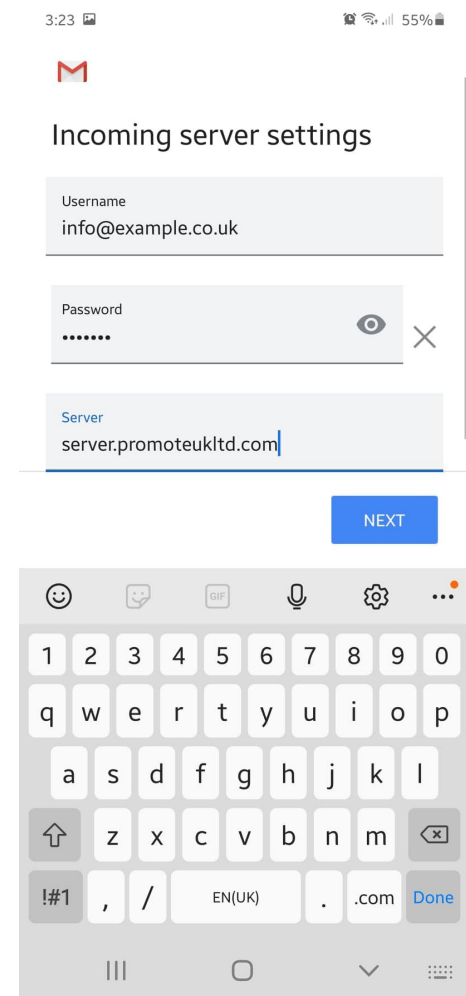 3:23 55%
Incoming server settings
Username
info@example.co.uk
Password
•••••••
Server
server.promoteukltd.com
NEXT
GIF
1 2 3 4 5 6 7 8 9 0
q w e r t y u i o p
a s d f g h j k l
z x c v b n m
!#1 , / EN(UK) . .com Done